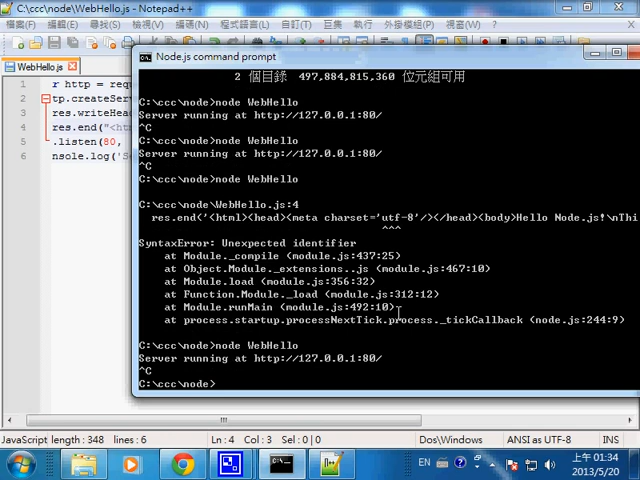 C:\ccc\node\WebHello.js - Notepad++
檔案(F) 編輯(E) 尋找(S) 檢視(V) 編碼(N) 程式語言(L) 自訂(T) 巨集 執行 外掛模組(P) 視窗(W) ?
WebHello.js
1 r http = requ
2 tp.createServ
3 res.writeHea
4 res.end("<ht
5 .listen(80,
6 nsole.log('Se
Node.js command prompt
2 個目錄 497,884,815,360 位元組可用
C:\ccc\node>node WebHello
Server running at http://127.0.0.1:80/
^C
C:\ccc\node>node WebHello
Server running at http://127.0.0.1:80/
^C
C:\ccc\node>node WebHello
C:\ccc\node\WebHello.js:4
res.end('<html><head><meta charset='utf-8'/></head><body>Hello Node.js!\nThi
^^^
SyntaxError: Unexpected identifier
at Module._compile (module.js:437:25)
at Object.Module._extensions..js (module.js:467:10)
at Module.load (module.js:356:32)
at Function.Module._load (module.js:312:12)
at Module.runMain (module.js:492:10)
at process.startup.processNextTick.process._tickCallback (node.js:244:9)
C:\ccc\node>node WebHello
Server running at http://127.0.0.1:80/
^C
C:\ccc\node>
JavaScript length : 348 lines : 6 Ln : 4 Col : 3 Sel : 0 | 0 Dos\Windows ANSI as UTF-8 INS
EN
上午 01:34
2013/5/20